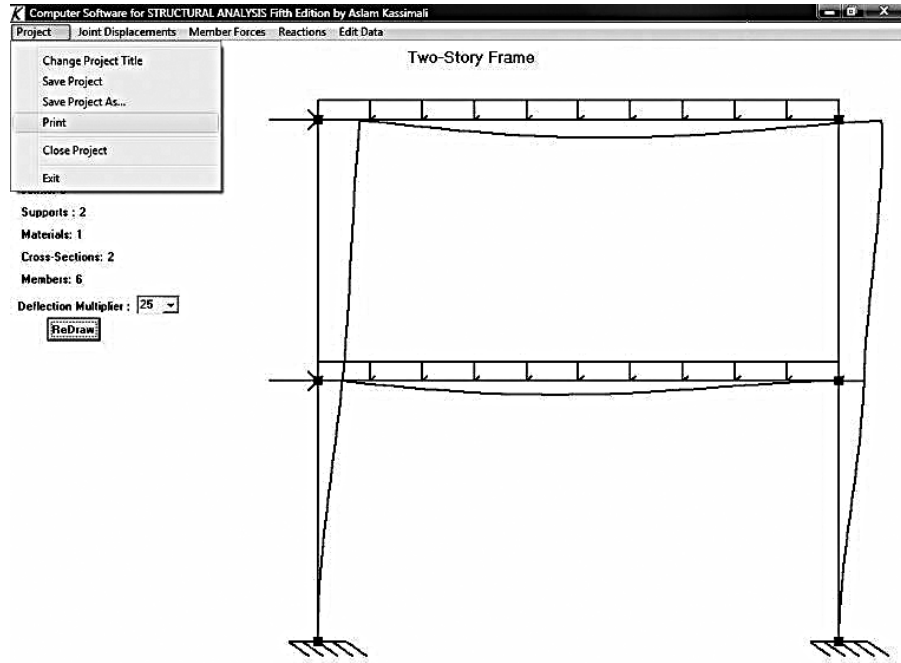 Computer Software for STRUCTURAL ANALYSIS Fifth Edition by Aslam Kassimali
Project Joint Displacements Member Forces Reactions Edit Data
Change Project Title
Save Project
Save Project As...
Print
Close Project
Exit
Two-Story Frame
Supports : 2
Materials: 1
Cross-Sections: 2
Members: 6
Deflection Multiplier : 25
ReDraw